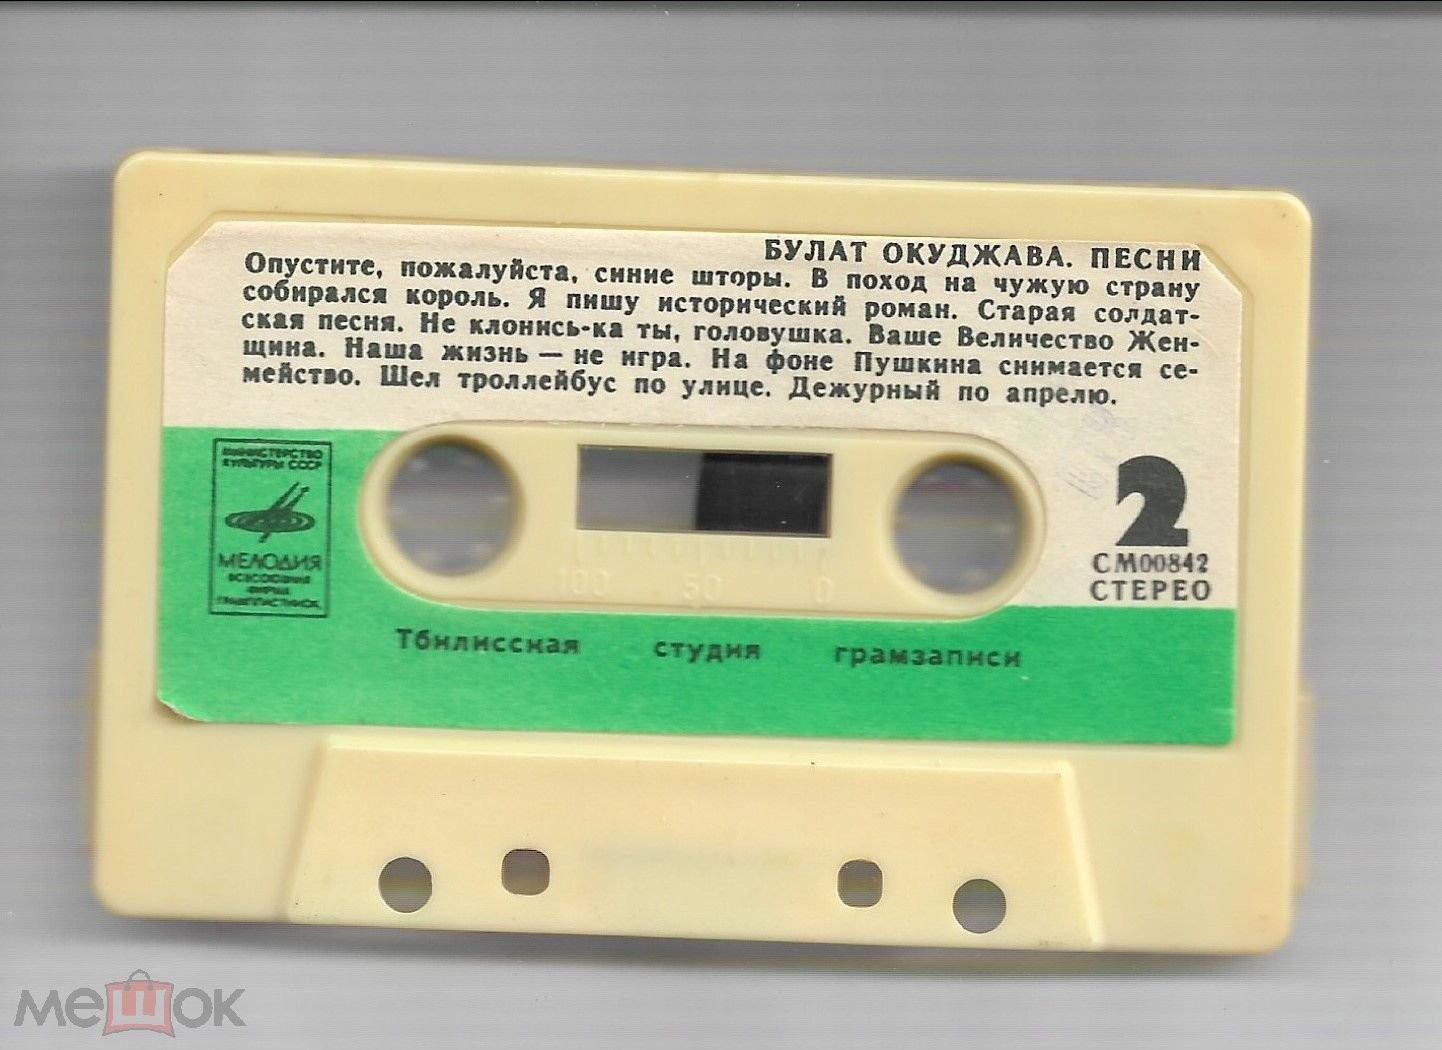 БУЛАТ ОКУДЖАВА. ПЕСНИ
Опустите, пожалуйста, синие шторы. В поход на чужую страну
собирался король. Я пишу исторический роман. Старая солдат-
ская песня. Не клонись-ка ты, головушка. Ваше Величество Жен-
щина. Наша жизнь — не игра. На фоне Пушкина снимается се-
мейство. Шел троллейбус по улице. Дежурный по апрелю.
МИНИСТЕРСТВО
КУЛЬТУРЫ СССР
МЕЛОДИЯ
ВСЕСОЮЗНАЯ
ФИРМА
ГРАМПЛАСТИНОК
2
СМ00842
СТЕРЕО
100 50 0
Тбилисская студия грамзаписи
мешок